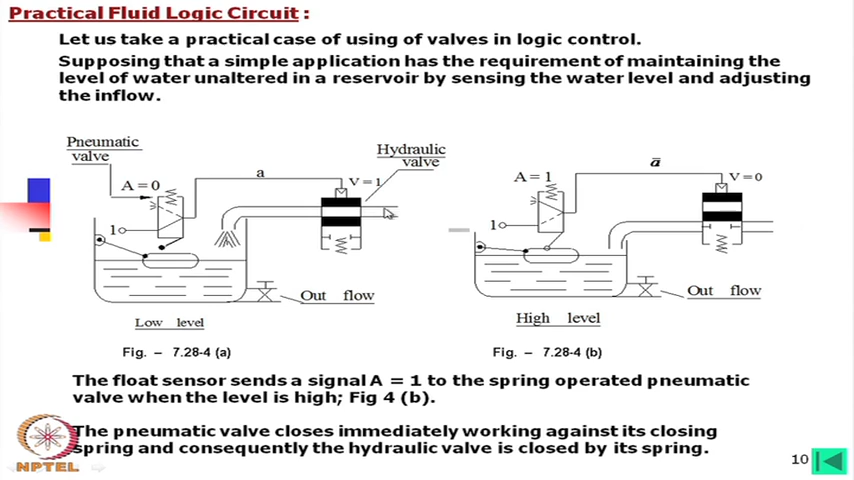 Practical Fluid Logic Circuit :
Let us take a practical case of using of valves in logic control.
Supposing that a simple application has the requirement of maintaining the
level of water unaltered in a reservoir by sensing the water level and adjusting
the inflow.
Pneumatic
valve
Hydraulic
valve
A = 0
a
V = 1
1
Out flow
Low level
Fig. – 7.28-4 (a)
A = 1
a̅
V = 0
1
Out flow
High level
Fig. – 7.28-4 (b)
The float sensor sends a signal A = 1 to the spring operated pneumatic
valve when the level is high; Fig 4 (b).
The pneumatic valve closes immediately working against its closing
spring and consequently the hydraulic valve is closed by its spring.
NPTEL
10